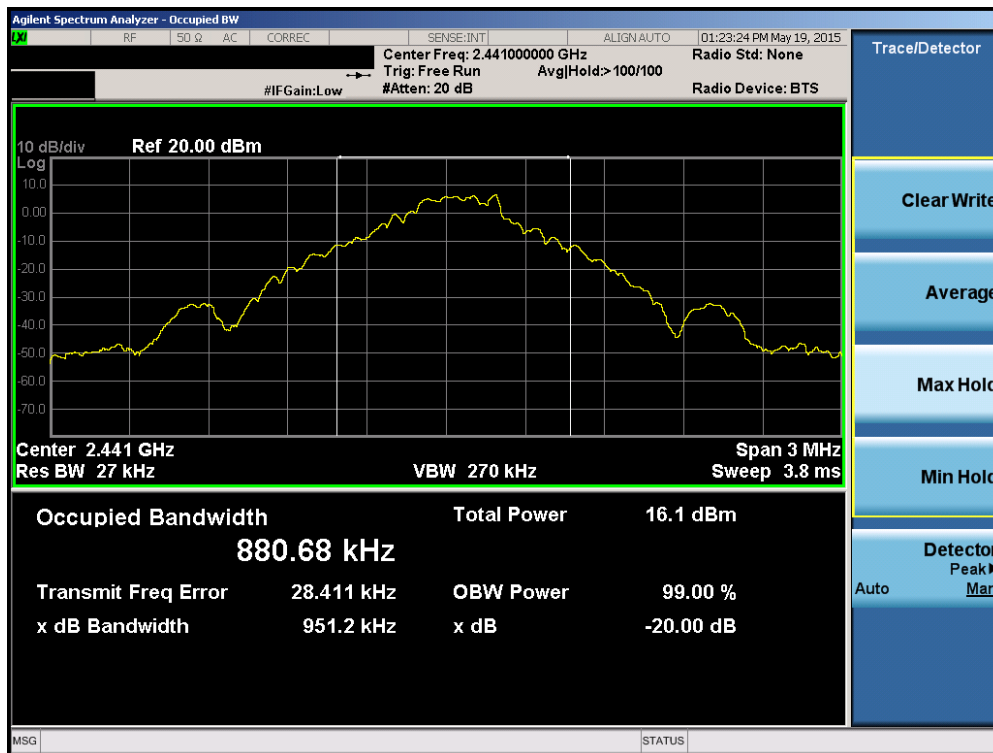 Agilent Spectrum Analyzer - Occupied BW
LXI RF 50 Ω AC CORREC SENSE:INT ALIGN AUTO 01:23:24 PM May 19, 2015
Center Freq: 2.441000000 GHz Radio Std: None
Trig: Free Run Avg|Hold:>100/100
#IFGain:Low #Atten: 20 dB Radio Device: BTS
Trace/Detector
10 dB/div Ref 20.00 dBm
Log
10.0
0.00
-10.0
-20.0
-30.0
-40.0
-50.0
-60.0
-70.0
Center 2.441 GHz Span 3 MHz
Res BW 27 kHz VBW 270 kHz Sweep 3.8 ms
Occupied Bandwidth Total Power 16.1 dBm
880.68 kHz
Transmit Freq Error 28.411 kHz OBW Power 99.00 %
x dB Bandwidth 951.2 kHz x dB -20.00 dB
Clear Write
Average
Max Hold
Min Hold
Detector
Peak
Auto Man
MSG STATUS